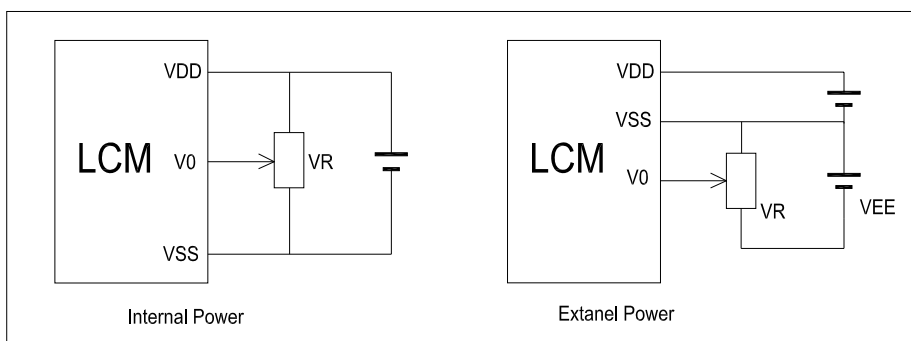 VDD
LCM
V0
VR
VSS
Internal Power
VDD
VSS
LCM
V0
VR
VEE
Extanel Power